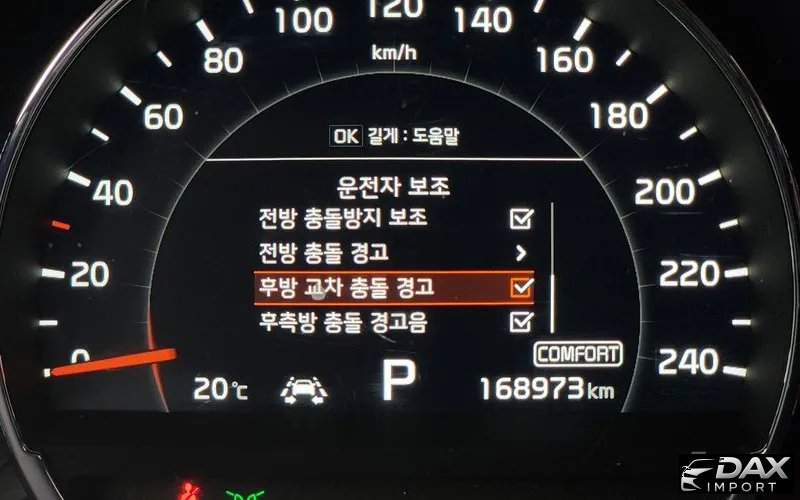 100
120
140
80
km/h
160
60
180
OK 길게 : 도움말
운전자 보조
40
200
전방 충돌방지 보조
전방 충돌 경고
20
220
후방 교차 충돌 경고
후측방 충돌 경고음
0
COMFORT
240
20℃
P
168973km
DAX
IMPORT